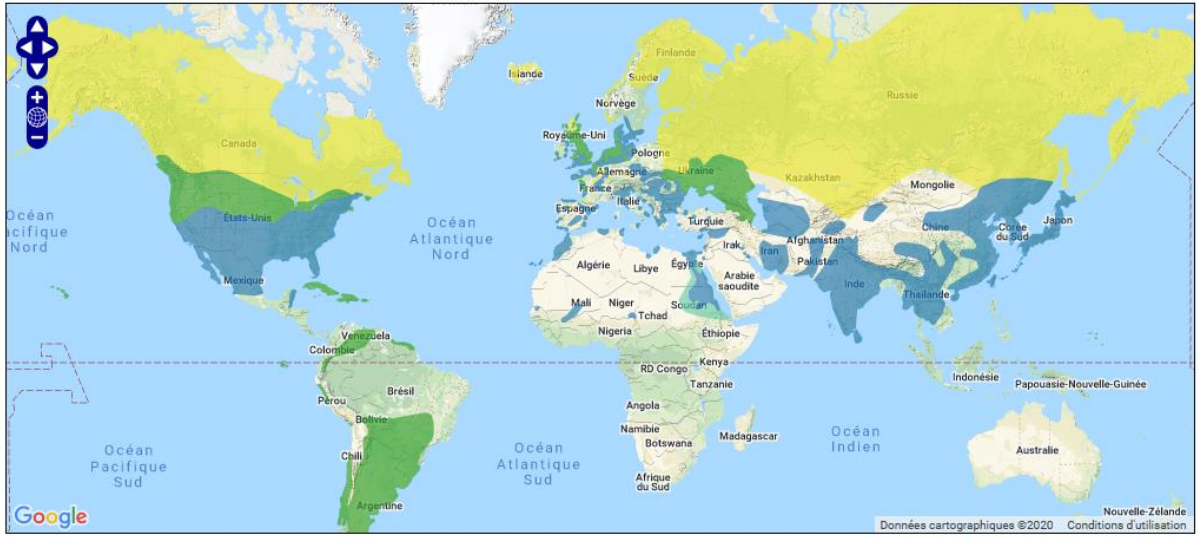 Finlande
Islande
Suède
Russie
Norvège
Royaume-Uni
Canada
Pologne
Allemagne
Ukraine
Kazakhstan
France
Mongolie
Italie
Espagne
États-Unis
Océan
Pacifique
Nord
Océan
Atlantique
Nord
Turquie
Chine
Corée
du Sud
Japon
Afghanistan
Irak
Iran
Algérie
Libye
Égypte
Pakistan
Arabie
saoudite
Mexique
Inde
Mali
Niger
Soudan
Thaïlande
Tchad
Nigeria
Éthiopie
Venezuela
Colombie
Kenya
RD Congo
Indonésie
Papouasie-Nouvelle-Guinée
Tanzanie
Brésil
Pérou
Angola
Bolivie
Namibie
Madagascar
Botswana
Océan
Indien
Océan
Pacifique
Sud
Océan
Atlantique
Sud
Chili
Australie
Afrique
du Sud
Argentine
Google
Nouvelle-Zélande
Données cartographiques ©2020 Conditions d'utilisation